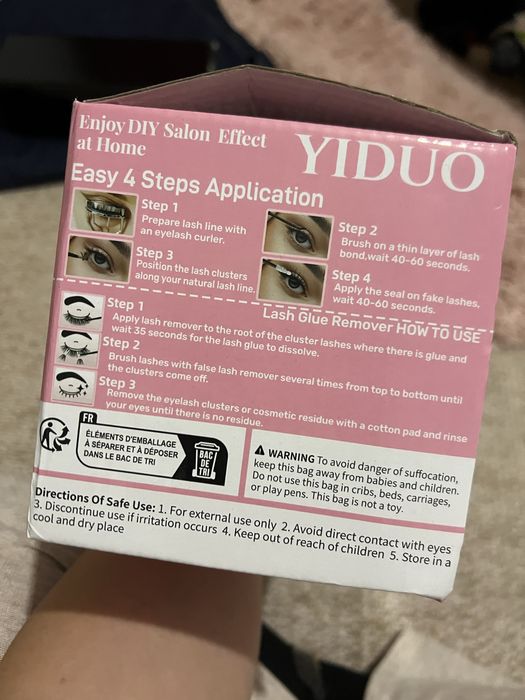 Enjoy DIY Salon Effect
at Home
YIDUO
Easy 4 Steps Application
Step 1
Prepare lash line with
an eyelash curler.
Step 2
Brush on a thin layer of lash
bond.wait 40-60 seconds.
Step 3
Position the lash clusters
along your natural lash line.
Step 4
Apply the seal on fake lashes,
wait 40-60 seconds.
Lash Glue Remover HOW TO USE
Step 1
Apply lash remover to the root of the cluster lashes where there is glue and
wait 35 seconds for the lash glue to dissolve.
Step 2
Brush lashes with false lash remover several times from top to bottom until
the clusters come off.
Step 3
Remove the eyelash clusters or cosmetic residue with a cotton pad and rinse
your eyes until there is no residue.
FR
ÉLÉMENTS D'EMBALLAGE
À SÉPARER ET À DÉPOSER
DANS LE BAC DE TRI
BAC
DE
TRI
WARNING To avoid danger of suffocation,
keep this bag away from babies and children.
Do not use this bag in cribs, beds, carriages,
or play pens. This bag is not a toy.
Directions Of Safe Use: 1. For external use only 2. Avoid direct contact with eyes
3. Discontinue use if irritation occurs 4. Keep out of reach of children 5. Store in a
cool and dry place